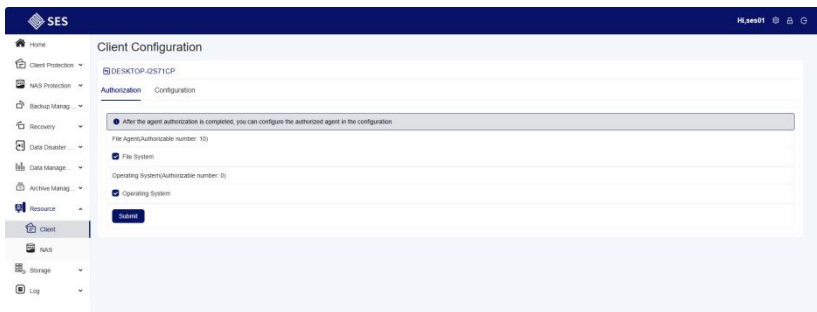 SES
Hi,ses01
Home
Client Protection
NAS Protection
Backup Manag...
Recovery
Data Disaster ...
Data Manage...
Archive Manag...
Resource
Client
NAS
Storage
Log
Client Configuration
DESKTOP-I2S71CP
Authorization Configuration
After the agent authorization is completed, you can configure the authorized agent in the configuration
File Agent(Authorizable number: 10)
File System
Operating System(Authorizable number: 0)
Operating System
Submit